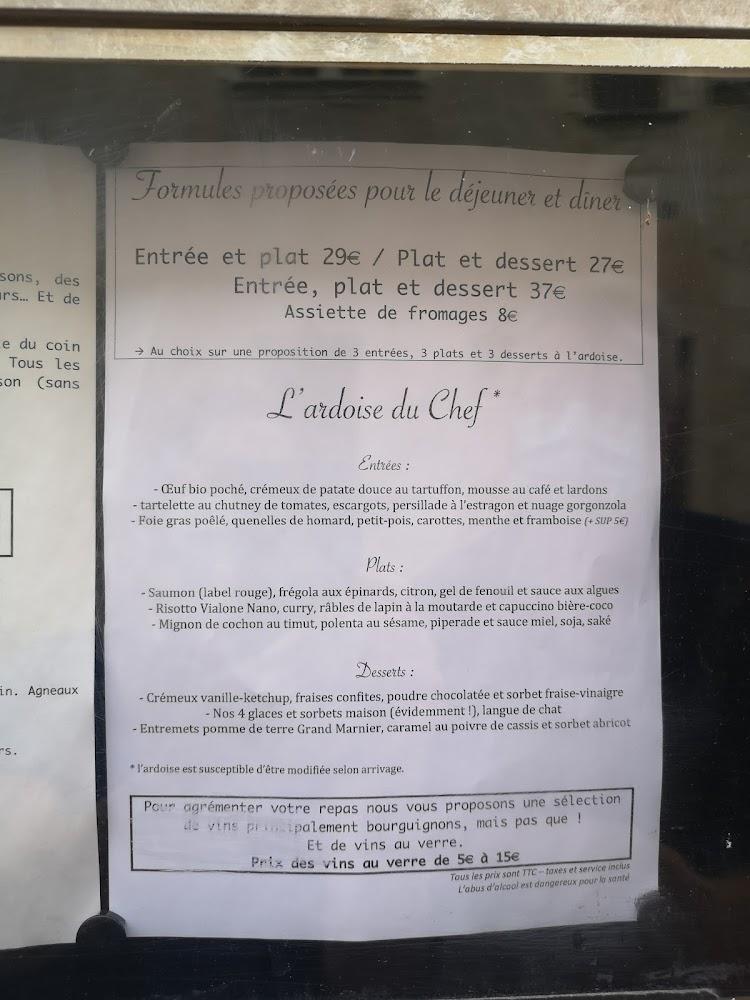 sons, des
urs... Et de
e du coin
Tous les
son (sans
in. Agneaux
rs.
Formules proposées pour le déjeuner et dîner :
Entrée et plat 29€ / Plat et dessert 27€
Entrée, plat et dessert 37€
Assiette de fromages 8€
→ Au choix sur une proposition de 3 entrées, 3 plats et 3 desserts à l'ardoise.
L'ardoise du Chef *
Entrées :
- Œuf bio poché, crémeux de patate douce au tartuffon, mousse au café et lardons
- tartelette au chutney de tomates, escargots, persillade à l'estragon et nuage gorgonzola
- Foie gras poêlé, quenelles de homard, petit-pois, carottes, menthe et framboise (+ SUP 5€)
Plats :
- Saumon (label rouge), frégola aux épinards, citron, gel de fenouil et sauce aux algues
- Risotto Vialone Nano, curry, râbles de lapin à la moutarde et capuccino bière-coco
- Mignon de cochon au timut, polenta au sésame, piperade et sauce miel, soja, saké
Desserts :
- Crémeux vanille-ketchup, fraises confites, poudre chocolatée et sorbet fraise-vinaigre
- Nos 4 glaces et sorbets maison (évidemment !), langue de chat
- Entremets pomme de terre Grand Marnier, caramel au poivre de cassis et sorbet abricot
* l'ardoise est susceptible d'être modifiée selon arrivage.
Pour agrémenter votre repas nous vous proposons une sélection
de vins principalement bourguignons, mais pas que !
Et de vins au verre.
Prix des vins au verre de 5€ à 15€
Tous les prix sont TTC – taxes et service inclus
L'abus d'alcool est dangereux pour la santé